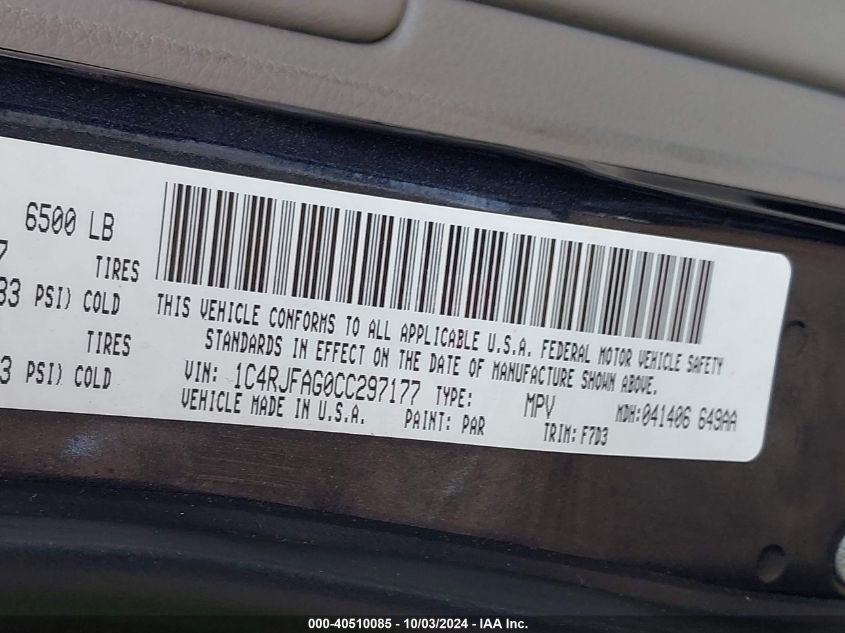 6500 LB
7
TIRES
33 PSI) COLD
TIRES
3 PSI) COLD
THIS VEHICLE CONFORMS TO ALL APPLICABLE U.S.A. FEDERAL MOTOR VEHICLE SAFETY
STANDARDS IN EFFECT ON THE DATE OF MANUFACTURE SHOWN ABOVE.
VIN: 1C4RJFAG0CC297177 TYPE: MPV MDH:041406 649AA
VEHICLE MADE IN U.S.A. PAINT: PAR TRIM: F7D3
000-40510085 - 10/03/2024 - IAA Inc.